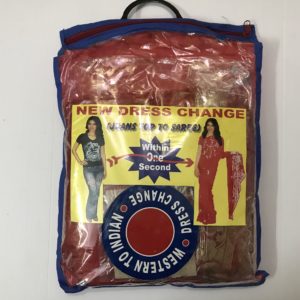 NEW DRESS CHANGE
(JEANS TOP TO SAREE)
Within
One
Second
WESTERN TO INDIAN
DRESS CHANGE